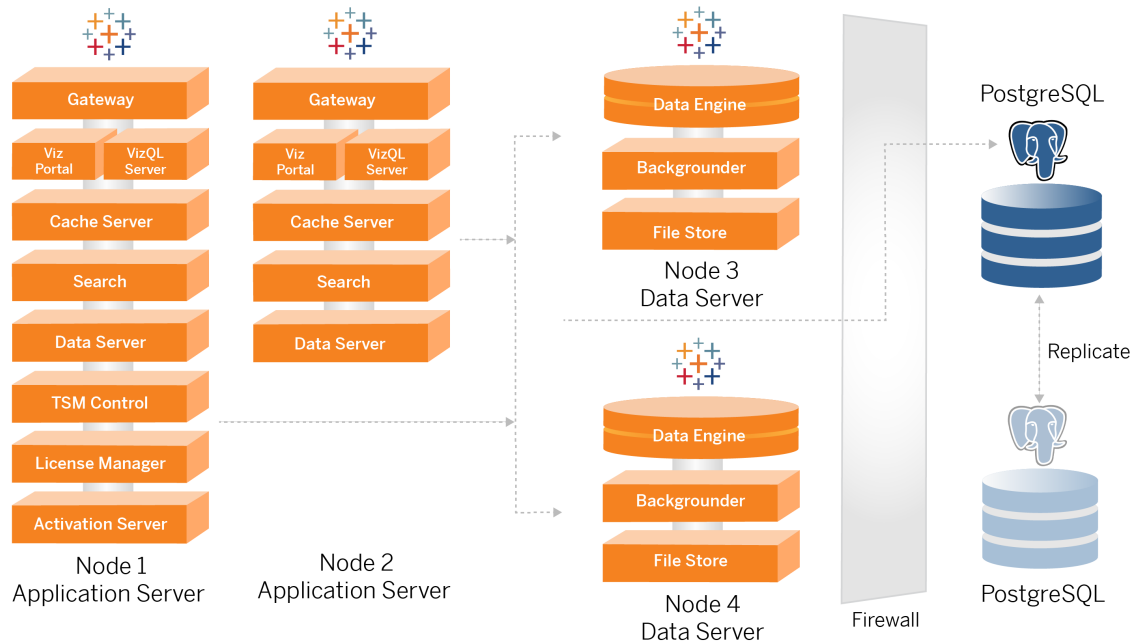 Gateway
Viz
Portal
VizQL
Server
Cache Server
Search
Data Server
TSM Control
License Manager
Activation Server
Node 1
Application Server
Gateway
Viz
Portal
VizQL
Server
Cache Server
Search
Data Server
Node 2
Application Server
Data Engine
Backgrounder
File Store
Node 3
Data Server
Data Engine
Backgrounder
File Store
Node 4
Data Server
Firewall
PostgreSQL
Replicate
PostgreSQL